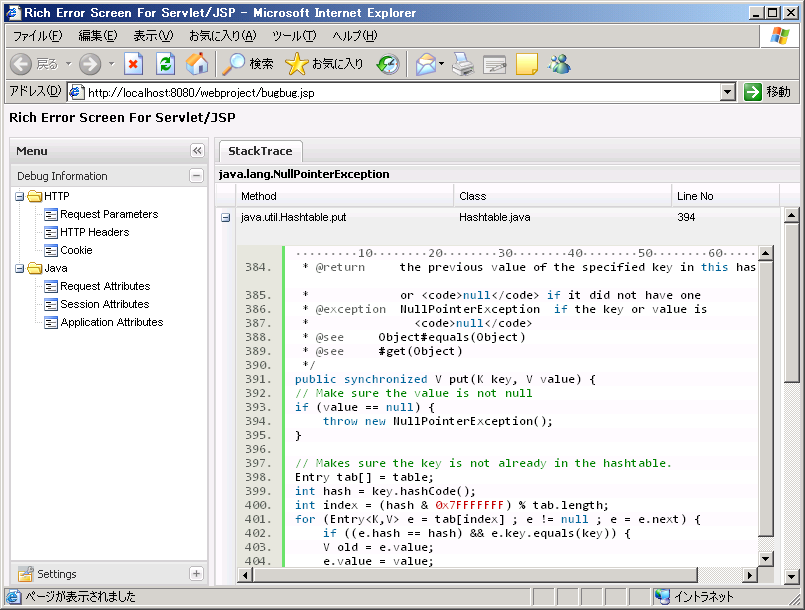 Rich Error Screen For Servlet/JSP - Microsoft Internet Explorer
ファイル(F) 編集(E) 表示(V) お気に入り(A) ツール(T) ヘルプ(H)
戻る 検索 お気に入り
アドレス(D) http://localhost:8080/webproject/bugbug.jsp 移動
Rich Error Screen For Servlet/JSP
Menu
Debug Information
HTTP
Request Parameters
HTTP Headers
Cookie
Java
Request Attributes
Session Attributes
Application Attributes
Settings
StackTrace
java.lang.NullPointerException
Method Class Line No
java.util.Hashtable.put Hashtable.java 394
·········10········20········30········40········50········60·····
384. * @return     the previous value of the specified key in this has
385. *             or <code>null</code> if it did not have one
386. * @exception  NullPointerException  if the key or value is
387. *               <code>null</code>
388. * @see     Object#equals(Object)
389. * @see     #get(Object)
390. */
391. public synchronized V put(K key, V value) {
392. // Make sure the value is not null
393. if (value == null) {
394.     throw new NullPointerException();
395. }
396.
397. // Makes sure the key is not already in the hashtable.
398. Entry tab[] = table;
399. int hash = key.hashCode();
400. int index = (hash & 0x7FFFFFFF) % tab.length;
401. for (Entry<K,V> e = tab[index] ; e != null ; e = e.next) {
402.     if ((e.hash == hash) && e.key.equals(key)) {
403.     V old = e.value;
404.     e.value = value;
ページが表示されました イントラネット